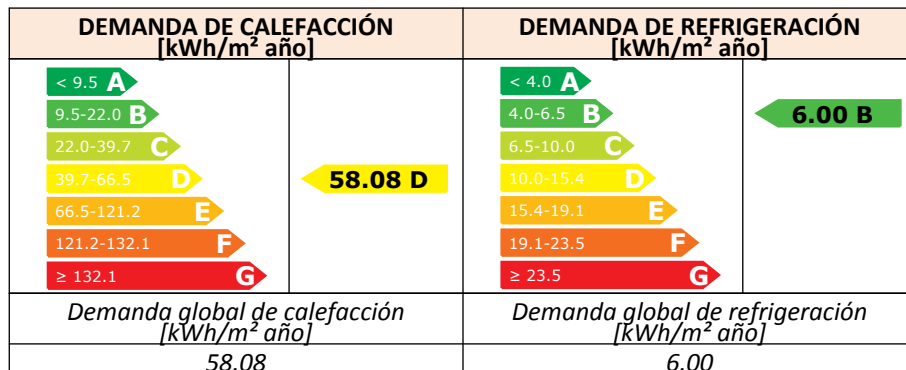 DEMANDA DE CALEFACCIÓN
[kWh/m² año]
< 9.5 A
9.5-22.0 B
22.0-39.7 C
39.7-66.5 D
66.5-121.2 E
121.2-132.1 F
≥ 132.1 G
58.08 D
Demanda global de calefacción
[kWh/m² año]
58.08
DEMANDA DE REFRIGERACIÓN
[kWh/m² año]
< 4.0 A
4.0-6.5 B
6.5-10.0 C
10.0-15.4 D
15.4-19.1 E
19.1-23.5 F
≥ 23.5 G
6.00 B
Demanda global de refrigeración
[kWh/m² año]
6.00